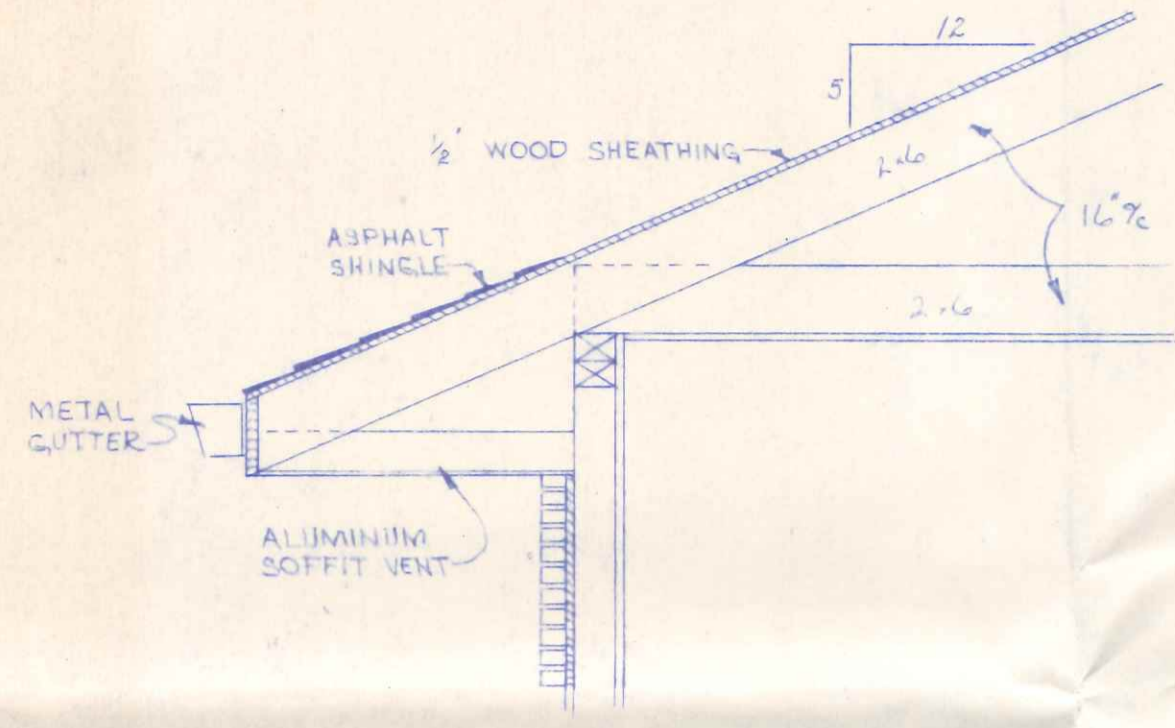 12
5
½" WOOD SHEATHING
2x6
16" o/c
ASPHALT
SHINGLE
2x6
METAL
GUTTER
ALUMINUM
SOFFIT VENT